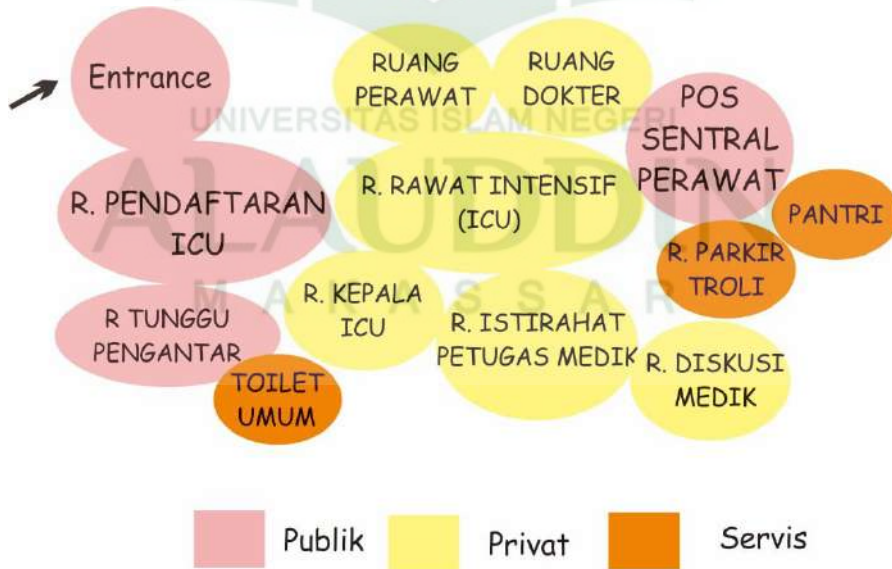 Entrance
RUANG
PERAWAT
RUANG
DOKTER
POS
SENTRAL
PERAWAT
UNIVERSITAS ISLAM NEGERI
ALAUDDIN
MAKASSAR
R. PENDAFTARAN
ICU
R. RAWAT INTENSIF
(ICU)
PANTRI
R. PARKIR
TROLI
R TUNGGU
PENGANTAR
R. KEPALA
ICU
R. ISTIRAHAT
PETUGAS MEDIK
R. DISKUSI
MEDIK
TOILET
UMUM
Publik
Privat
Servis